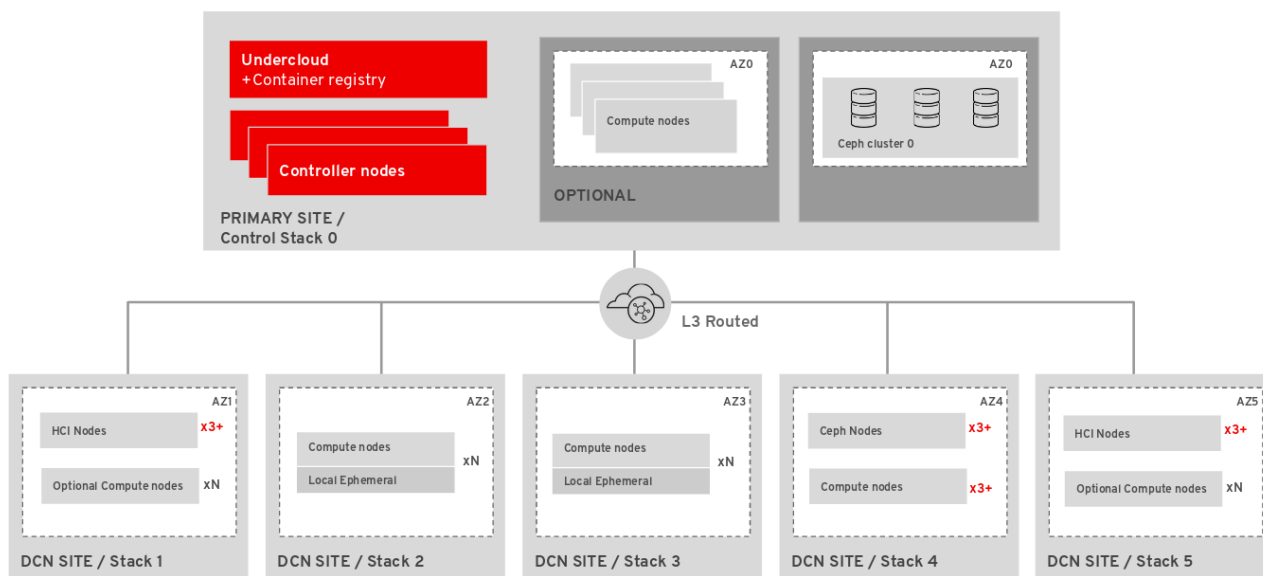 Undercloud
+Container registry
Controller nodes
PRIMARY SITE /
Control Stack 0
AZ0
Compute nodes
OPTIONAL
AZ0
Ceph cluster 0
L3 Routed
AZ1
HCI Nodes
x3+
Optional Compute nodes
xN
DCN SITE / Stack 1
AZ2
Compute nodes
xN
Local Ephemeral
DCN SITE / Stack 2
AZ3
Compute nodes
xN
Local Ephemeral
DCN SITE / Stack 3
AZ4
Ceph Nodes
x3+
Compute nodes
x3+
DCN SITE / Stack 4
AZ5
HCI Nodes
x3+
Optional Compute nodes
xN
DCN SITE / Stack 5